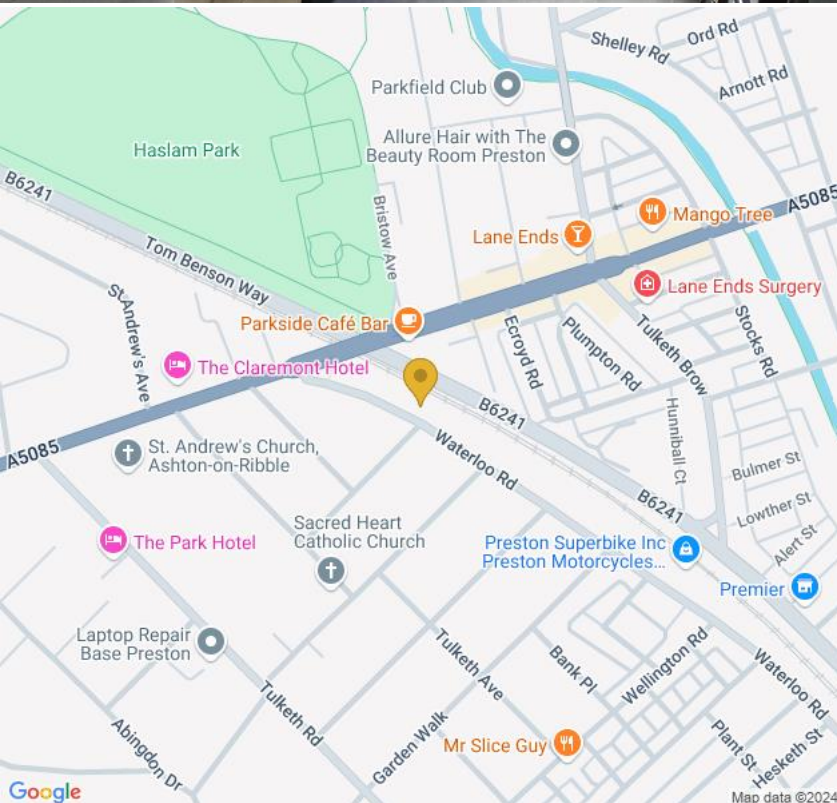 Shelley Rd
Ord Rd
Arnott Rd
Parkfield Club
Allure Hair with The
Beauty Room Preston
Haslam Park
B6241
Bristow Ave
Mango Tree
A5085
Lane Ends
Tom Benson Way
Lane Ends Surgery
St Andrew's Ave
Parkside Café Bar
Ecroyd Rd
Plumpton Rd
Tulketh Brow
Stocks Rd
The Claremont Hotel
B6241
Hunniball Ct
A5085
St. Andrew's Church,
Ashton-on-Ribble
Waterloo Rd
Bulmer St
B6241
Lowther St
Alert St
The Park Hotel
Sacred Heart
Catholic Church
Preston Superbike Inc
Preston Motorcycles...
Premier
Laptop Repair
Base Preston
Tulketh Ave
Bank Pl
Wellington Rd
Waterloo Rd
Tulketh Rd
Abingdon Dr
Garden Walk
Mr Slice Guy
Plant St
Hesketh St
Google
Map data ©2024